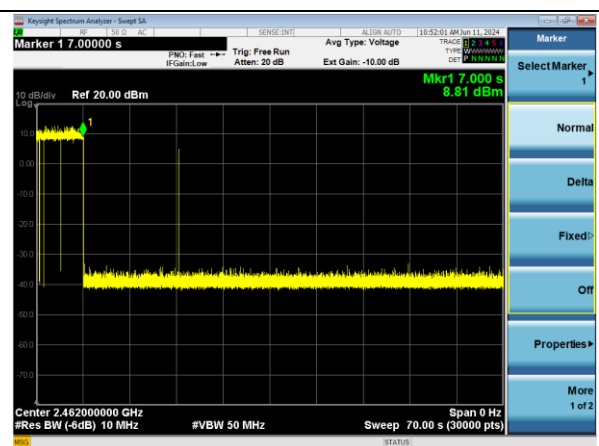 Keysight Spectrum Analyzer - Swept SA
RF 50 Ω AC SENSE:INT ALIGN AUTO 10:52:01 AM Jun 11, 2024
Marker 1 7.00000 s
PNO: Fast Trig: Free Run
IFGain:Low Atten: 20 dB
Avg Type: Voltage
Ext Gain: -10.00 dB
TRACE 1 2 3 4 5 6
TYPE WWWWWW
DET P N N N N N
Mkr1 7.000 s
8.81 dBm
10 dB/div Ref 20.00 dBm
Log
1
10.0
0.00
-10.0
-20.0
-30.0
-40.0
-50.0
-60.0
-70.0
Center 2.462000000 GHz Span 0 Hz
#Res BW (-6dB) 10 MHz #VBW 50 MHz Sweep 70.00 s (30000 pts)
MSG STATUS
Marker
Select Marker
1
Normal
Delta
Fixed
Off
Properties
More
1 of 2